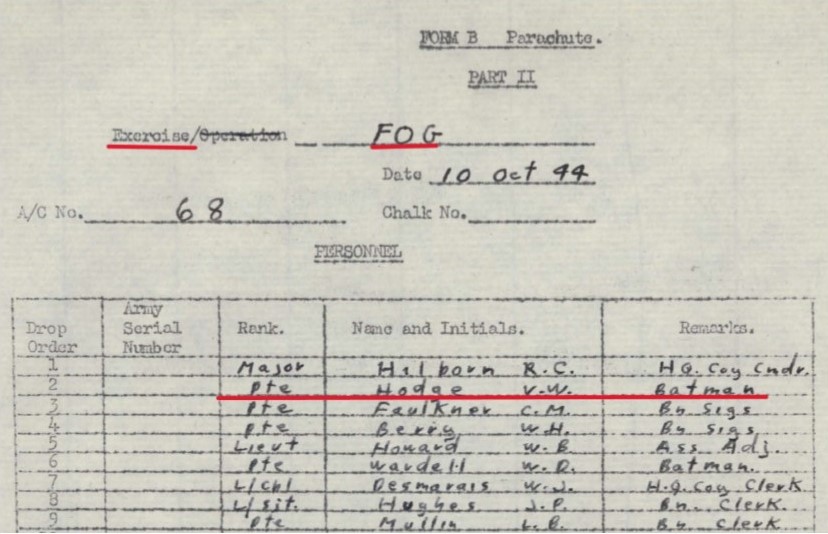 FORM B Parachute.
PART II
Exercise/Operation FOG
Date 10 Oct 44
A/C No. 68 Chalk No.
PERSONNEL
Drop Order Army Serial Number Rank. Name and Initials. Remarks.
1 Major Hilborn R.C. HQ. Coy Cmdr.
2 Pte Hodge V.W. Batman
3 Pte Faulkner C.M. Bn Sigs
4 Pte Berry W.H. Bn Sigs
5 Lieut Howard W.B. Ass Adj.
6 Pte Wardell W.D. Batman.
7 L/Cpl Desmarais W.J. H.Q. Coy Clerk
8 L/Sjt. Hughes J.P. Bn. Clerk
9 Pte Mullin L.B. Bn Clerk